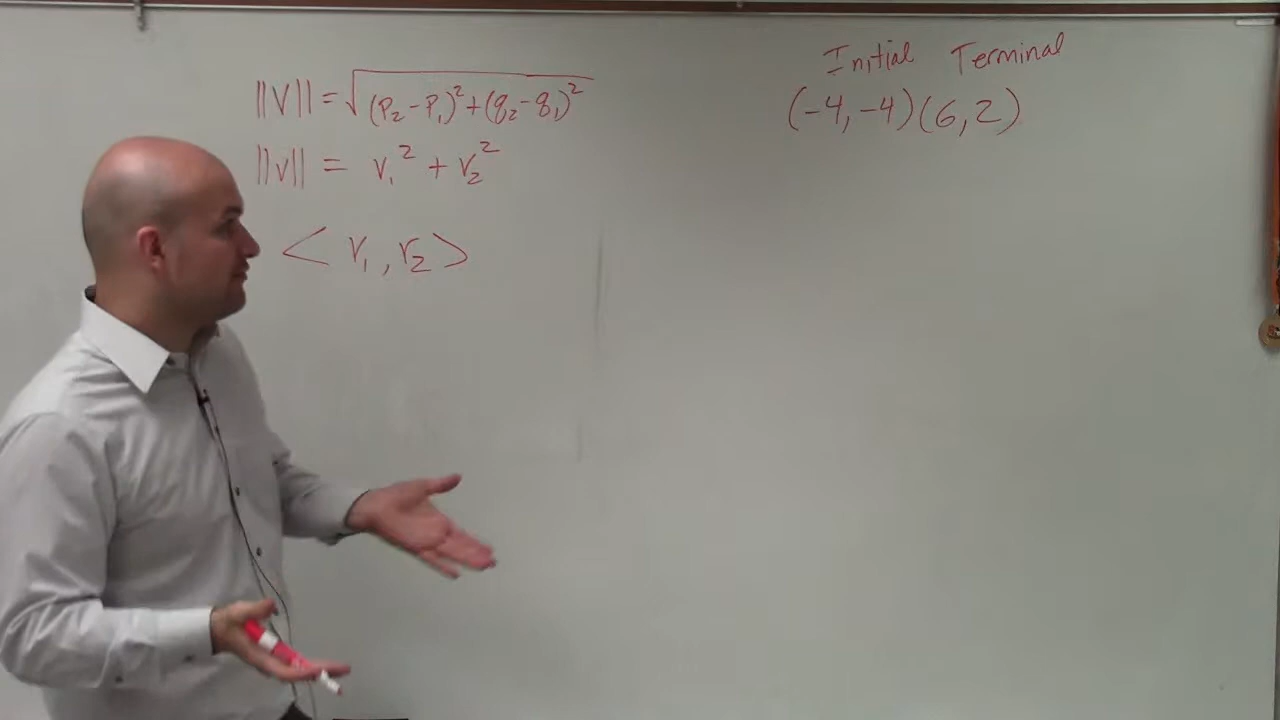 ||V|| = √(p₂-p₁)²+(q₂-q₁)²
||v|| = v₁² + v₂²
< v₁, v₂ >
Initial Terminal
(-4,-4) (6,2)